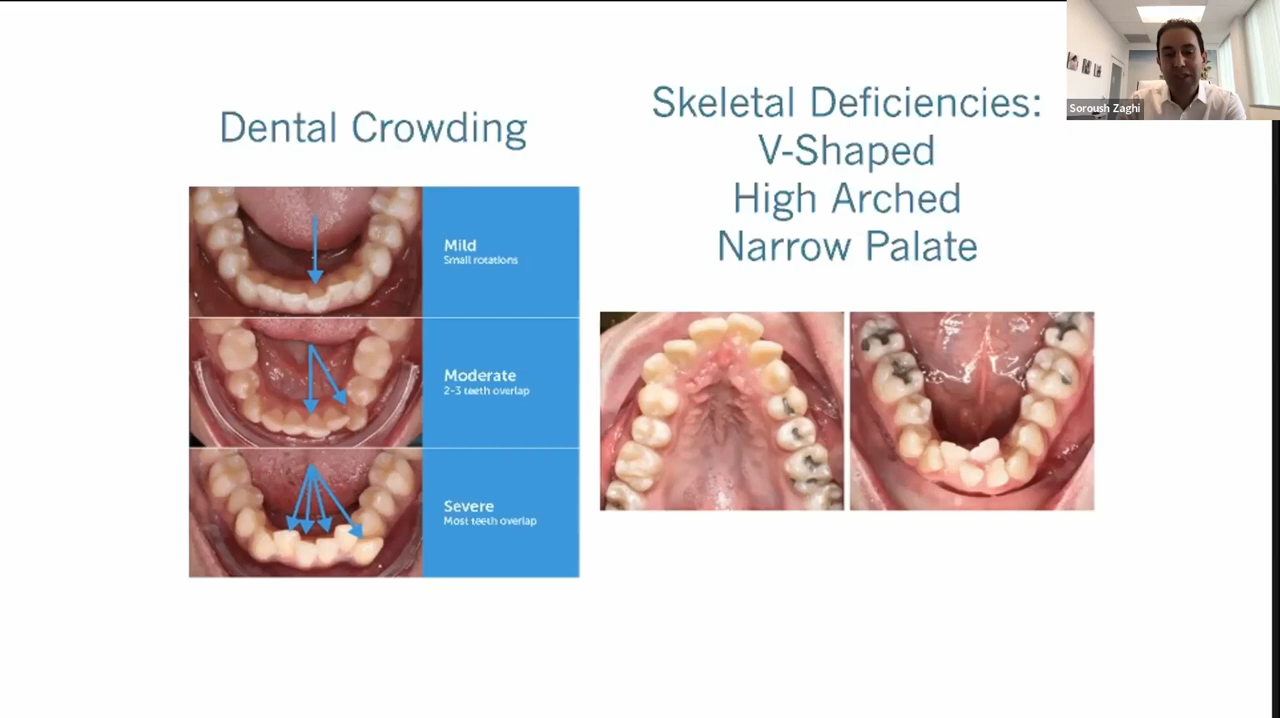 Dental Crowding
Mild
Small rotations
Moderate
2-3 teeth overlap
Severe
Most teeth overlap
Skeletal Deficiencies:
V-Shaped
High Arched
Narrow Palate
Soroush Zaghi